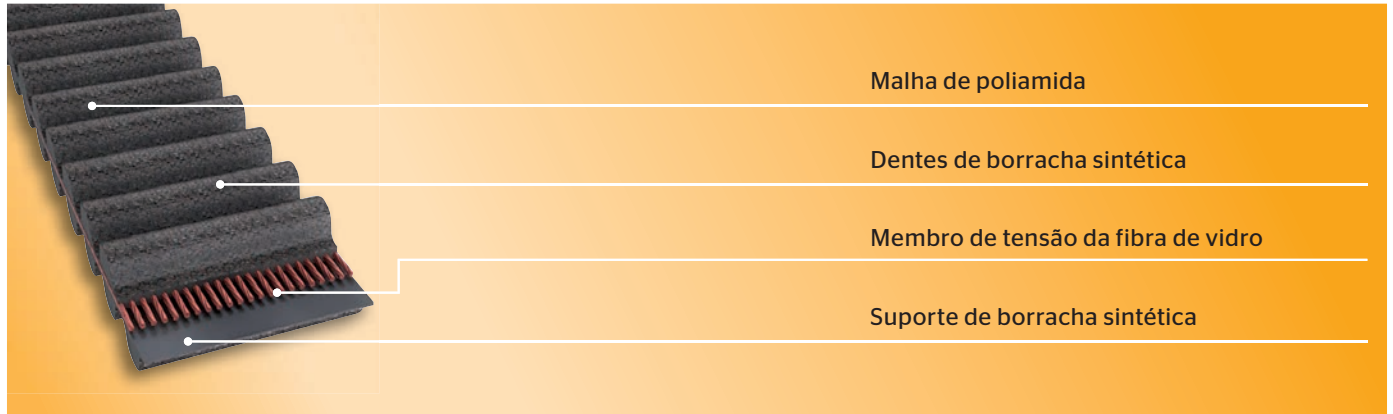 Malha de poliamida
Dentes de borracha sintética
Membro de tensão da fibra de vidro
Suporte de borracha sintética